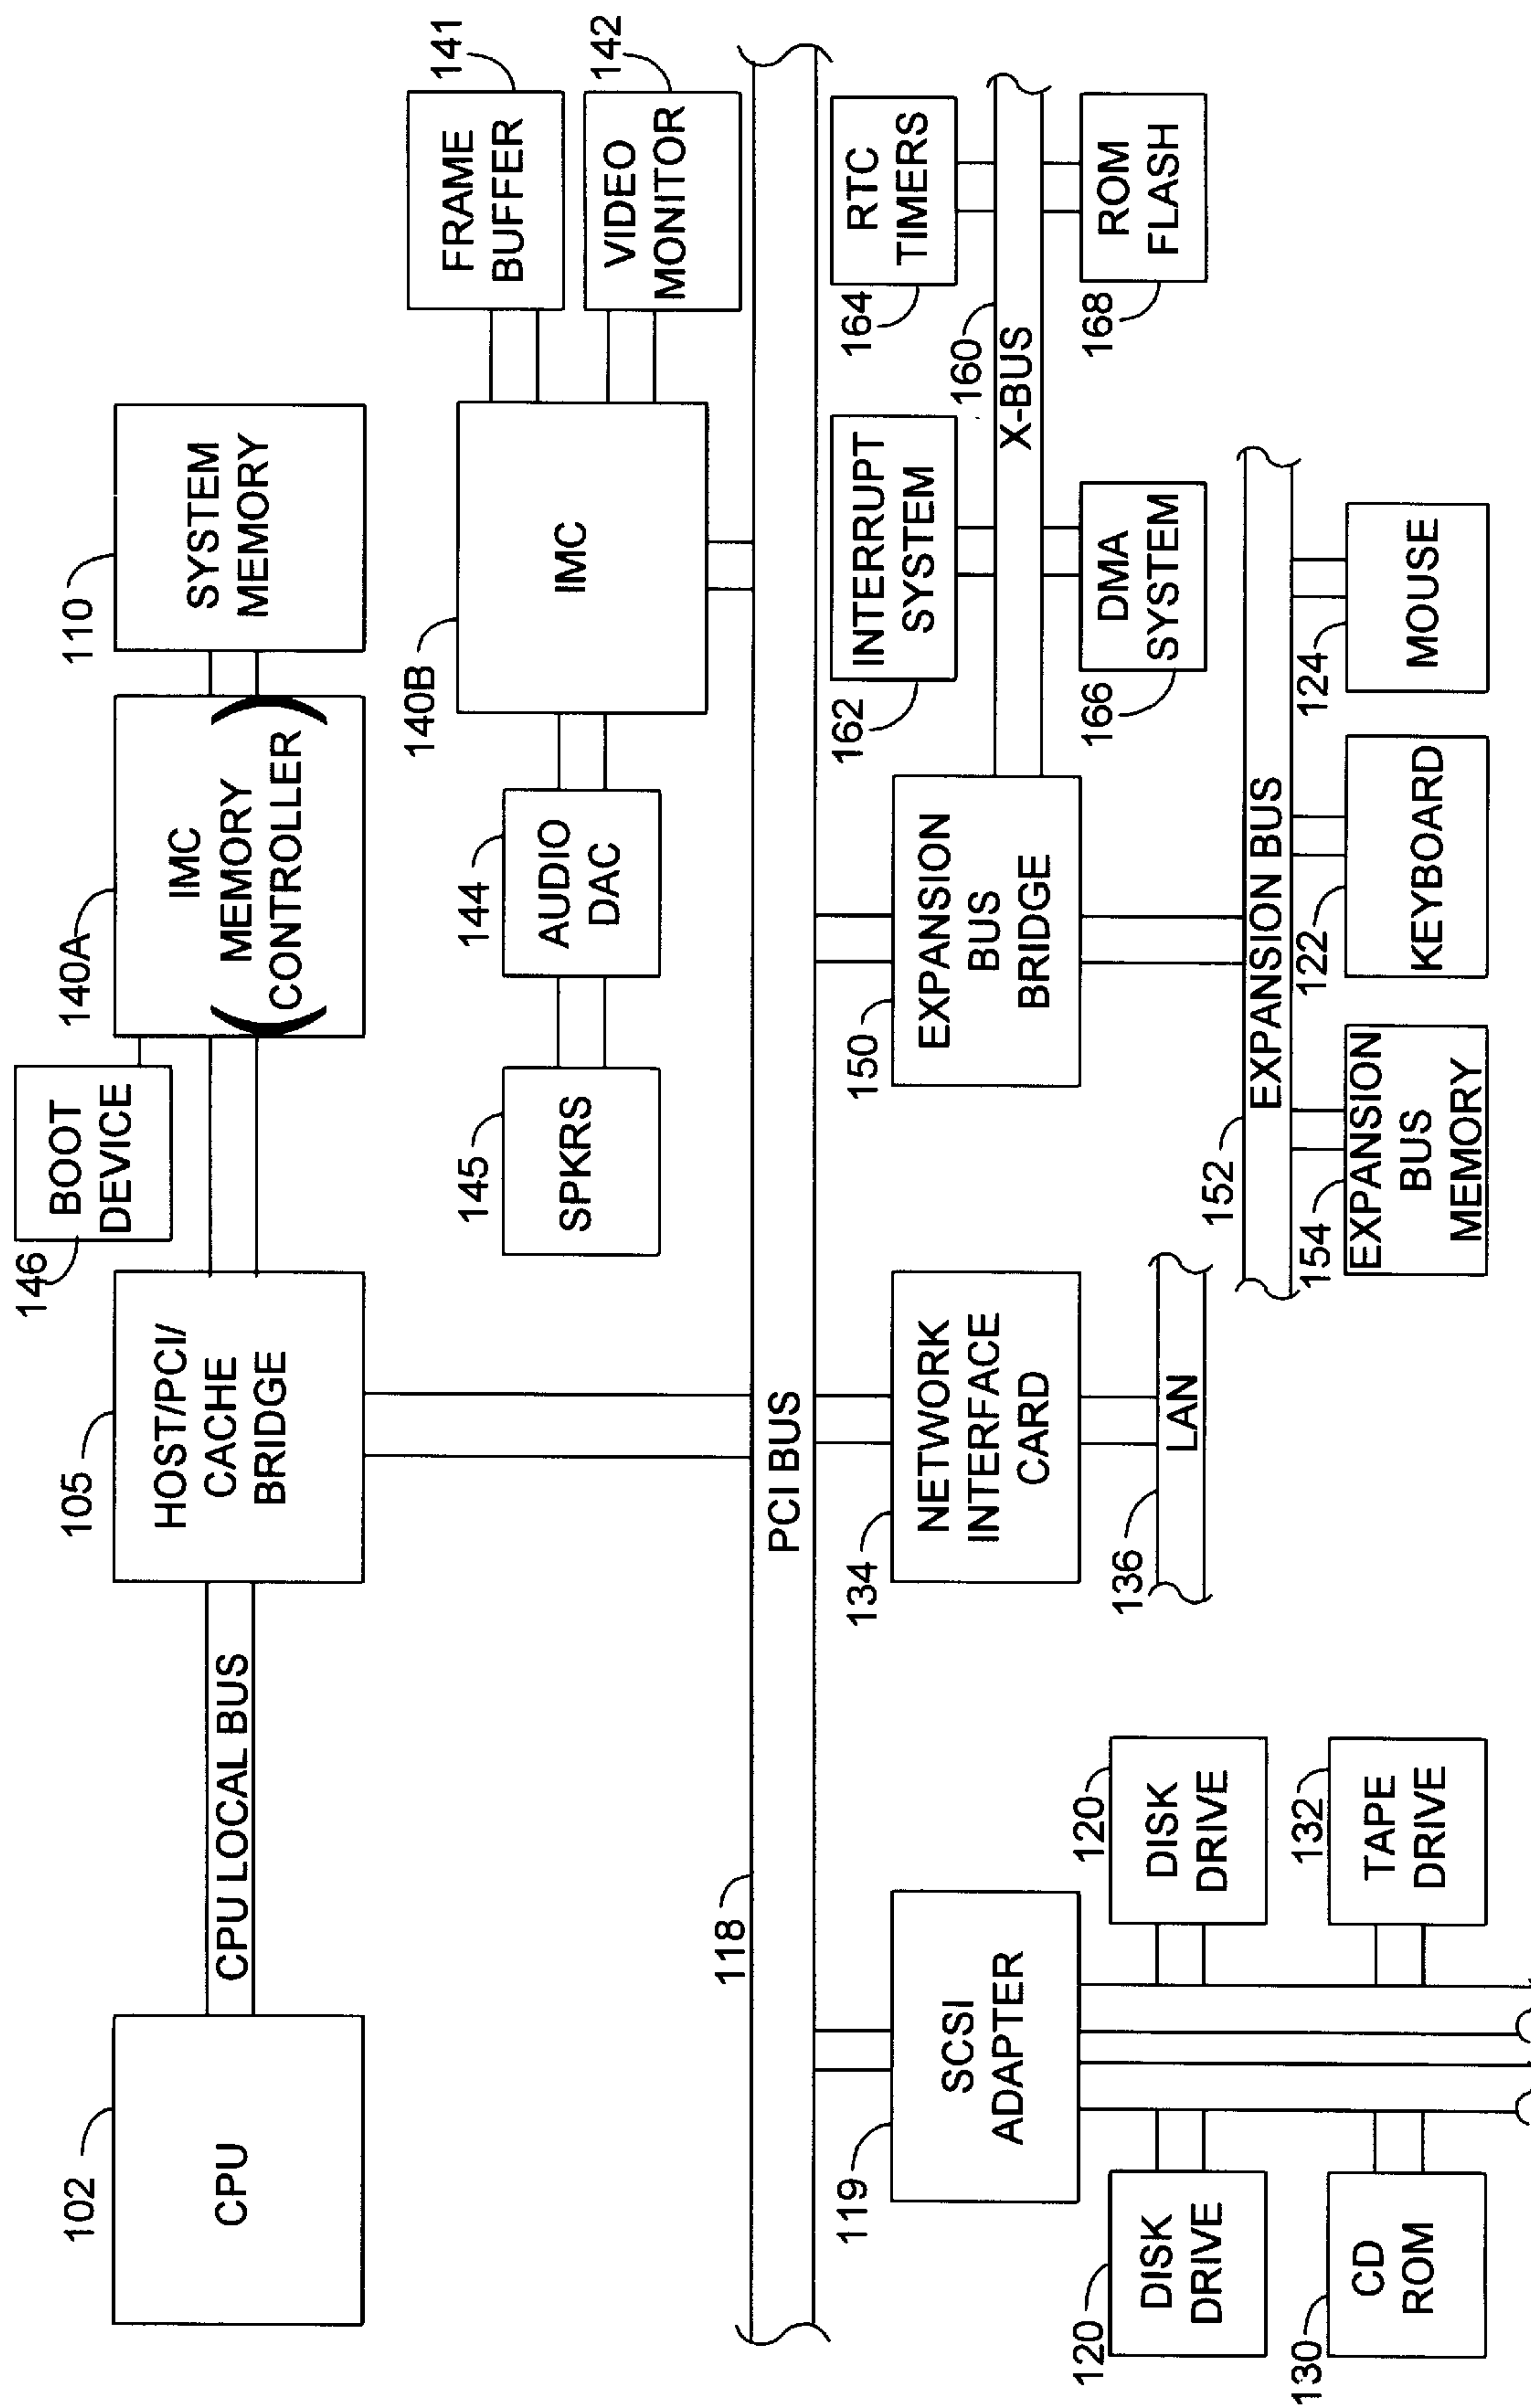 146
BOOT
DEVICE
102
CPU
CPU LOCAL BUS
105
HOST/PCI/
CACHE
BRIDGE
140A
IMC
(MEMORY
CONTROLLER)
110
SYSTEM
MEMORY
145
SPKRS
144
AUDIO
DAC
140B
IMC
141
FRAME
BUFFER
142
VIDEO
MONITOR
118
PCI BUS
119
SCSI
ADAPTER
134
NETWORK
INTERFACE
CARD
150
EXPANSION
BUS
BRIDGE
162
INTERRUPT
SYSTEM
164
RTC
TIMERS
160
X-BUS
166
DMA
SYSTEM
168
ROM
FLASH
120
DISK
DRIVE
120
DISK
DRIVE
136
LAN
152
EXPANSION BUS
130
CD
ROM
132
TAPE
DRIVE
154
EXPANSION
BUS
MEMORY
122
KEYBOARD
124
MOUSE